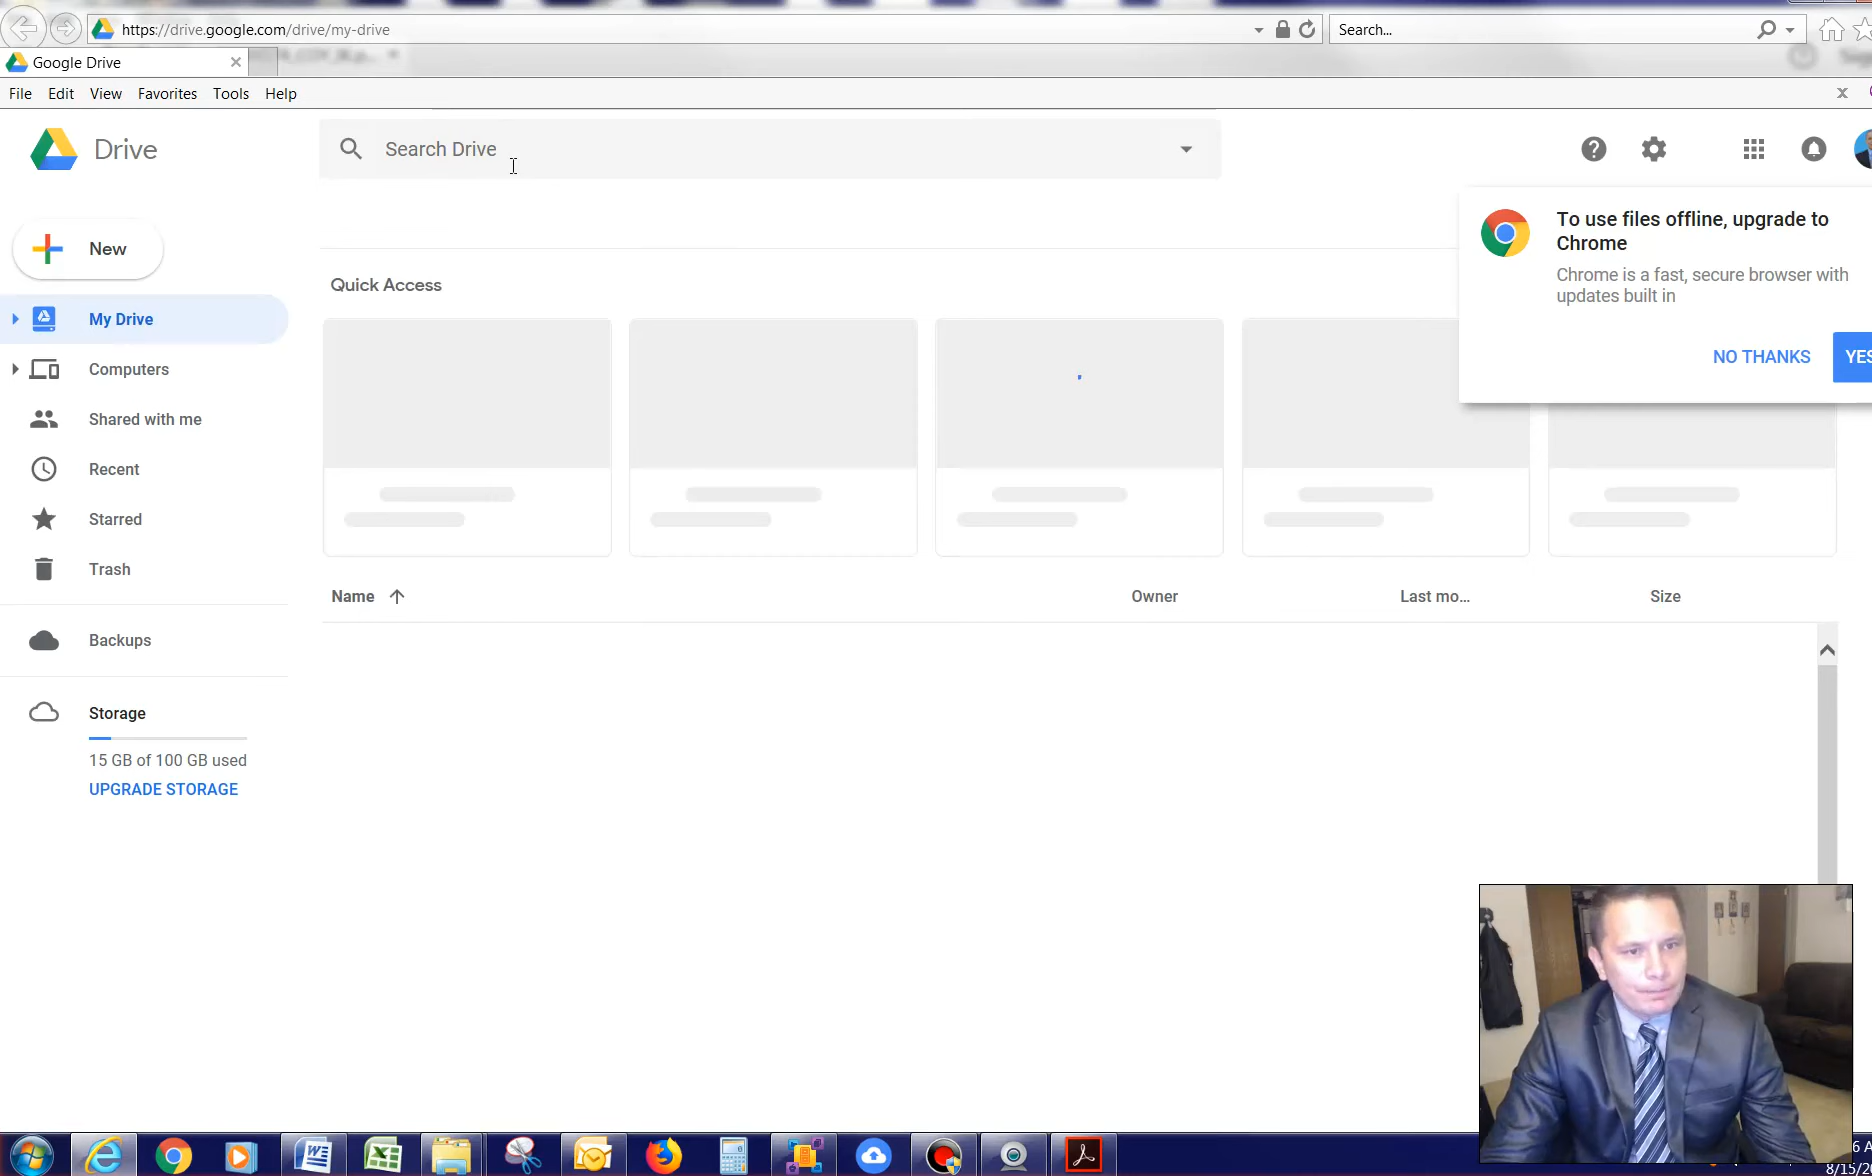 https://drive.google.com/drive/my-drive
Search...
Google Drive
File Edit View Favorites Tools Help
Drive
Search Drive
New
To use files offline, upgrade to
Chrome
Chrome is a fast, secure browser with
updates built in
NO THANKS
YES
Quick Access
My Drive
Computers
Shared with me
Recent
Starred
Trash
Name
Owner
Last mo...
Size
Backups
Storage
15 GB of 100 GB used
UPGRADE STORAGE